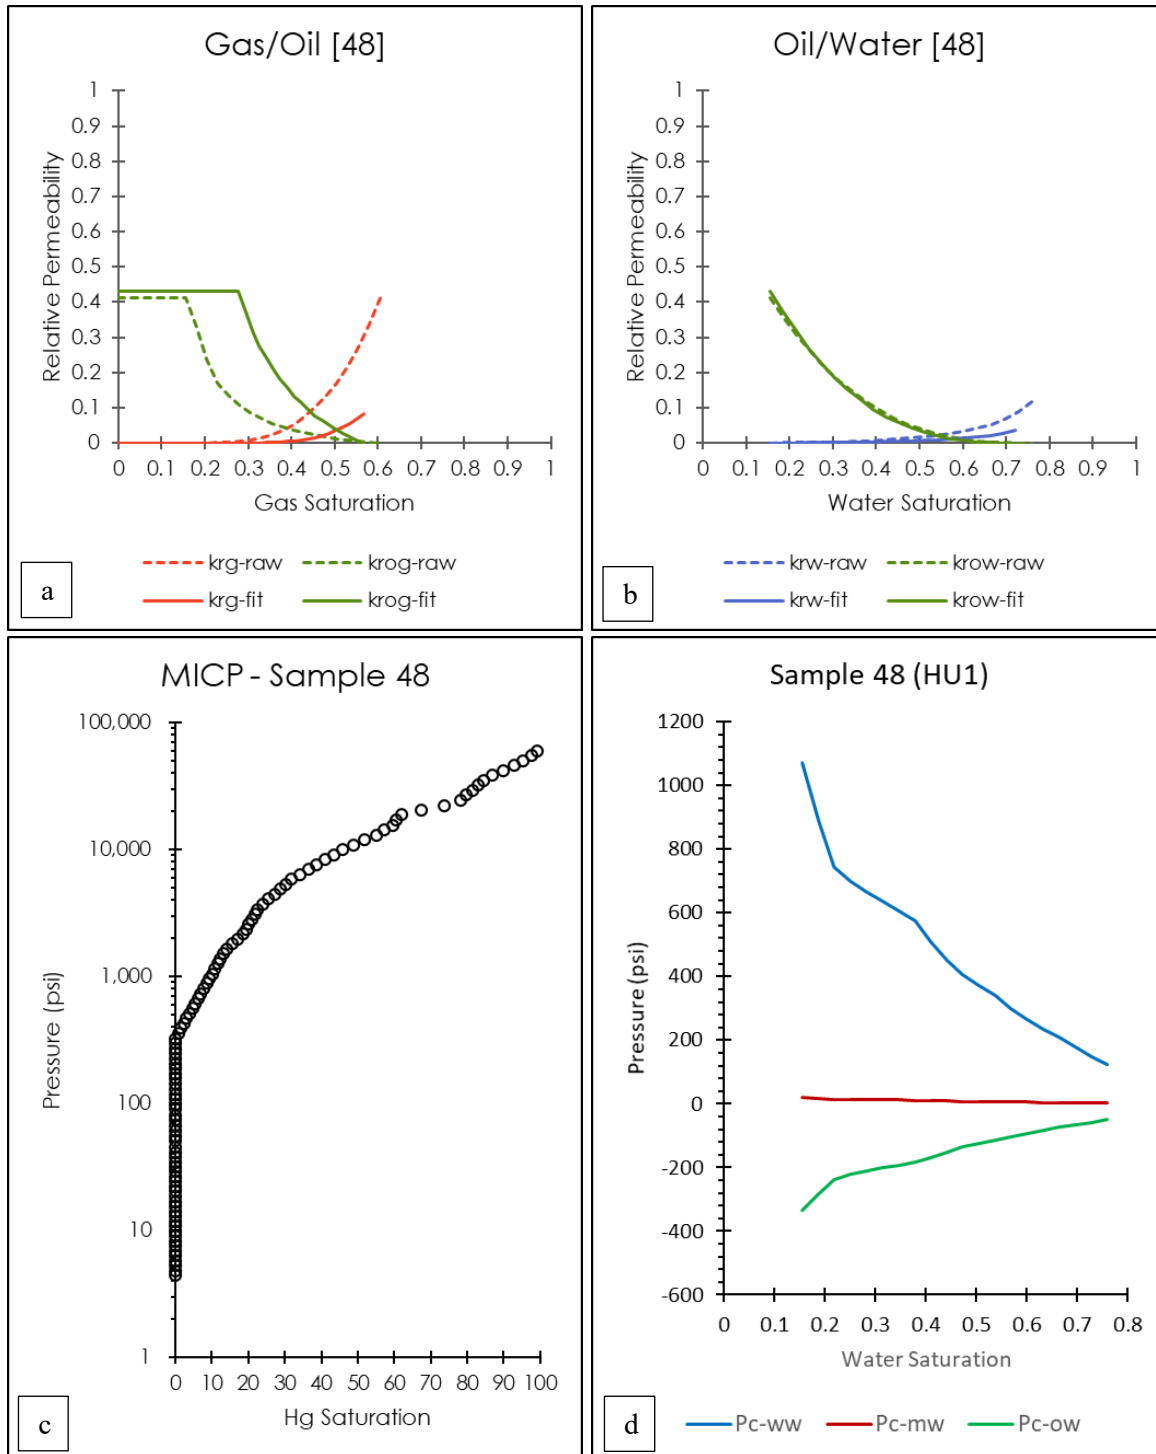 Gas/Oil [48]
1
0.9
0.8
0.7
0.6
0.5
0.4
0.3
0.2
0.1
0
Relative Permeability
0 0.1 0.2 0.3 0.4 0.5 0.6 0.7 0.8 0.9 1
Gas Saturation
krg-raw krog-raw
krg-fit krog-fit
a
Oil/Water [48]
1
0.9
0.8
0.7
0.6
0.5
0.4
0.3
0.2
0.1
0
Relative Permeability
0 0.1 0.2 0.3 0.4 0.5 0.6 0.7 0.8 0.9 1
Water Saturation
krw-raw krow-raw
krw-fit krow-fit
b
MICP - Sample 48
100,000
10,000
1,000
100
10
1
Pressure (psi)
0 10 20 30 40 50 60 70 80 90 100
Hg Saturation
c
Sample 48 (HU1)
1200
1000
800
600
400
200
0
-200
-400
-600
Pressure (psi)
0 0.1 0.2 0.3 0.4 0.5 0.6 0.7 0.8
Water Saturation
Pc-ww Pc-mw Pc-ow
d